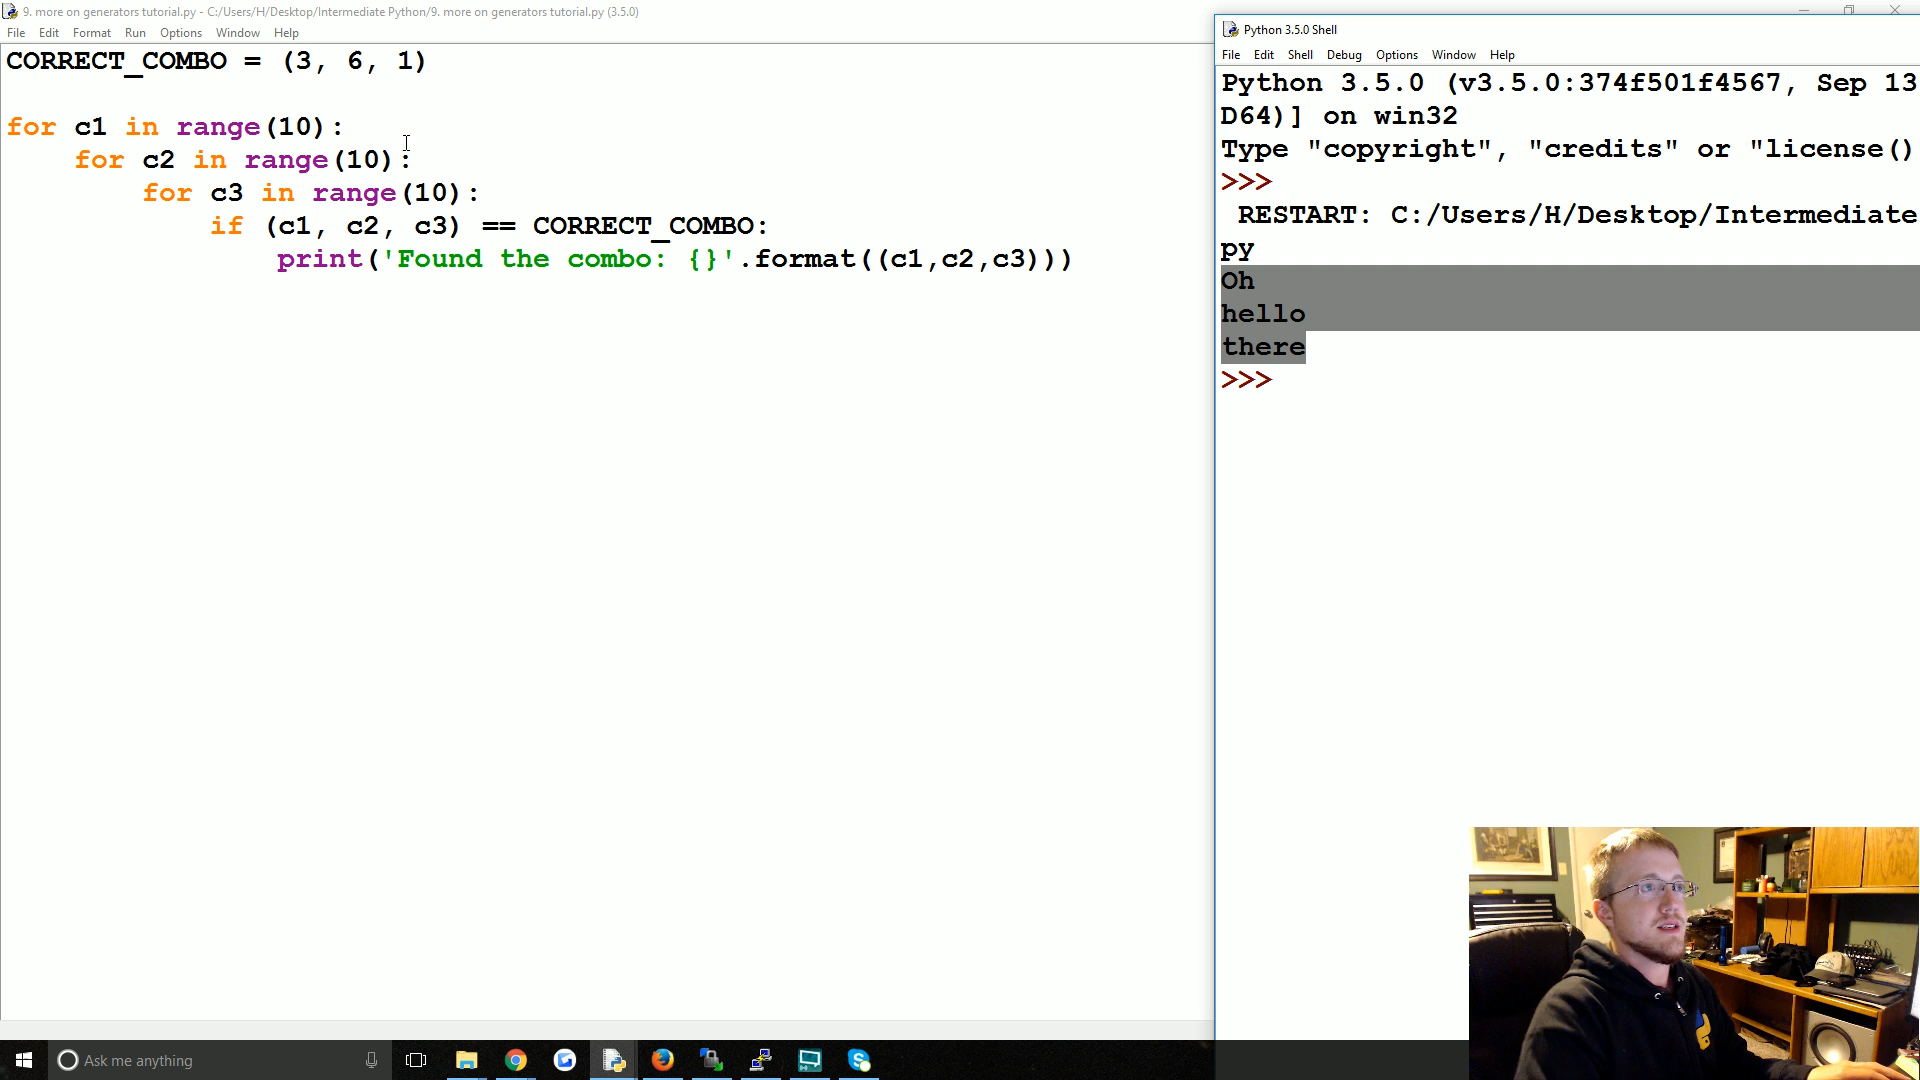 9. more on generators tutorial.py - C:/Users/H/Desktop/Intermediate Python/9. more on generators tutorial.py (3.5.0)
File Edit Format Run Options Window Help
CORRECT_COMBO = (3, 6, 1)
for c1 in range(10):
for c2 in range(10):
for c3 in range(10):
if (c1, c2, c3) == CORRECT_COMBO:
print('Found the combo: {}'.format((c1,c2,c3)))
Python 3.5.0 Shell
File Edit Shell Debug Options Window Help
Python 3.5.0 (v3.5.0:374f501f4567, Sep 13
D64)] on win32
Type "copyright", "credits" or "license()
>>>
RESTART: C:/Users/H/Desktop/Intermediate
py
Oh
hello
there
>>>
Ask me anything